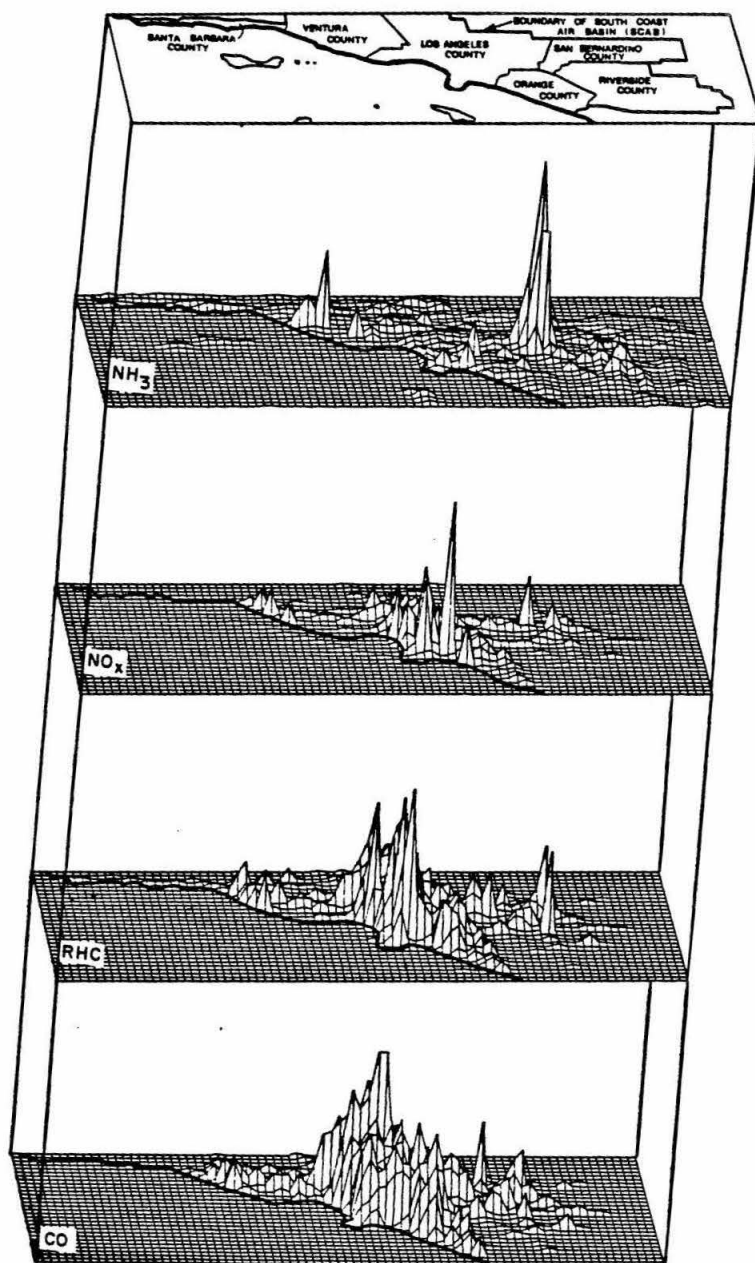 BOUNDARY OF SOUTH COAST
AIR BASIN (SCAB)
SANTA BARBARA
COUNTY
VENTURA
COUNTY
LOS ANGELES
COUNTY
SAN BERNARDINO
COUNTY
ORANGE
COUNTY
RIVERSIDE
COUNTY
NH3
NOx
RHC
CO